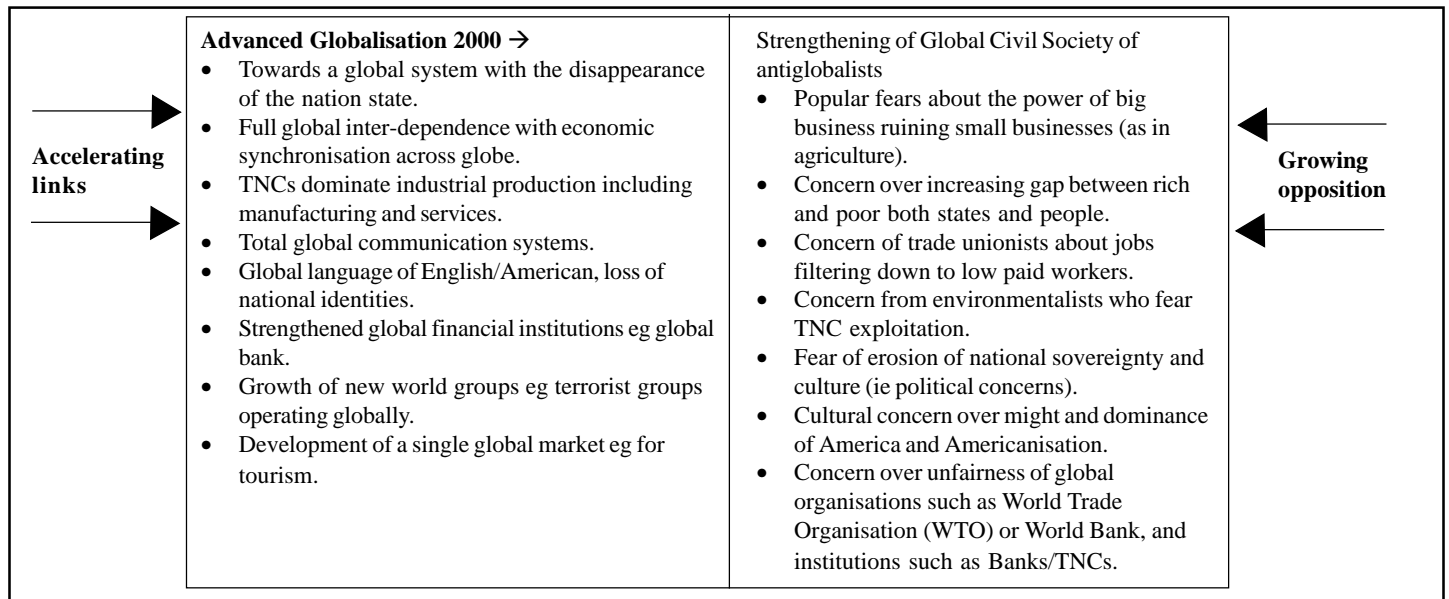 Accelerating
links
Advanced Globalisation 2000 →
• Towards a global system with the disappearance
of the nation state.
• Full global inter-dependence with economic
synchronisation across globe.
• TNCs dominate industrial production including
manufacturing and services.
• Total global communication systems.
• Global language of English/American, loss of
national identities.
• Strengthened global financial institutions eg global
bank.
• Growth of new world groups eg terrorist groups
operating globally.
• Development of a single global market eg for
tourism.
Strengthening of Global Civil Society of
antiglobalists
• Popular fears about the power of big
business ruining small businesses (as in
agriculture).
• Concern over increasing gap between rich
and poor both states and people.
• Concern of trade unionists about jobs
filtering down to low paid workers.
• Concern from environmentalists who fear
TNC exploitation.
• Fear of erosion of national sovereignty and
culture (ie political concerns).
• Cultural concern over might and dominance
of America and Americanisation.
• Concern over unfairness of global
organisations such as World Trade
Organisation (WTO) or World Bank, and
institutions such as Banks/TNCs.
Growing
opposition